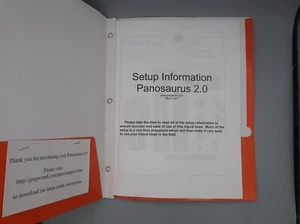 Setup Information
Panosaurus 2.0
Please take the time to read all of the setup information to
ensure success and ease of use of this tripod head. Much of the
setup is a one time procedure which will then make it very easy
to use your tripod head in the field.
Thank you for purchasing your Panosaurus 2.0
Please visit:
to download the latest setup instructions